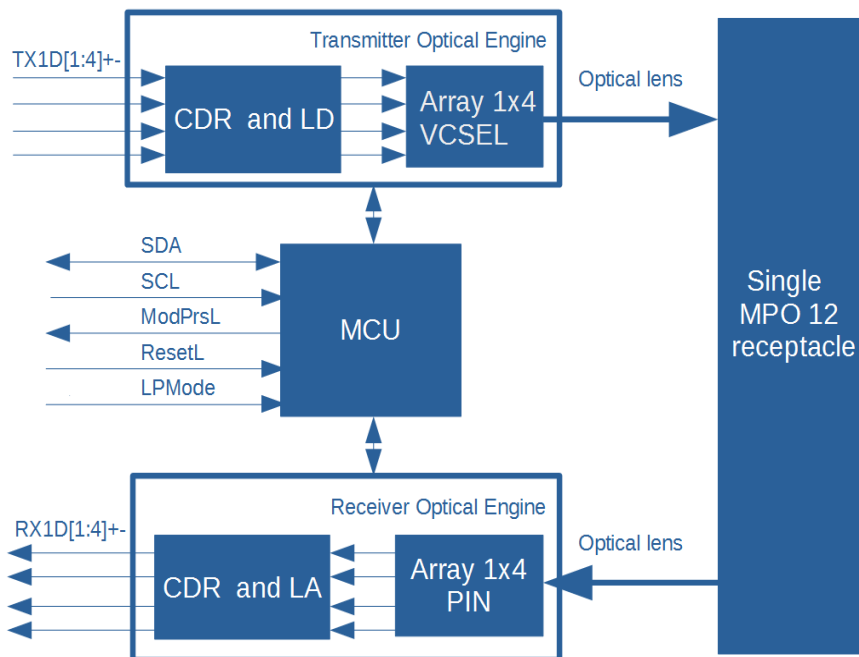 Transmitter Optical Engine
TX1D[1:4]+-
CDR and LD
Array 1x4
VCSEL
Optical lens
SDA
SCL
ModPrsL
ResetL
LPMode
MCU
Single
MPO 12
receptacle
Receiver Optical Engine
RX1D[1:4]+-
CDR and LA
Array 1x4
PIN
Optical lens